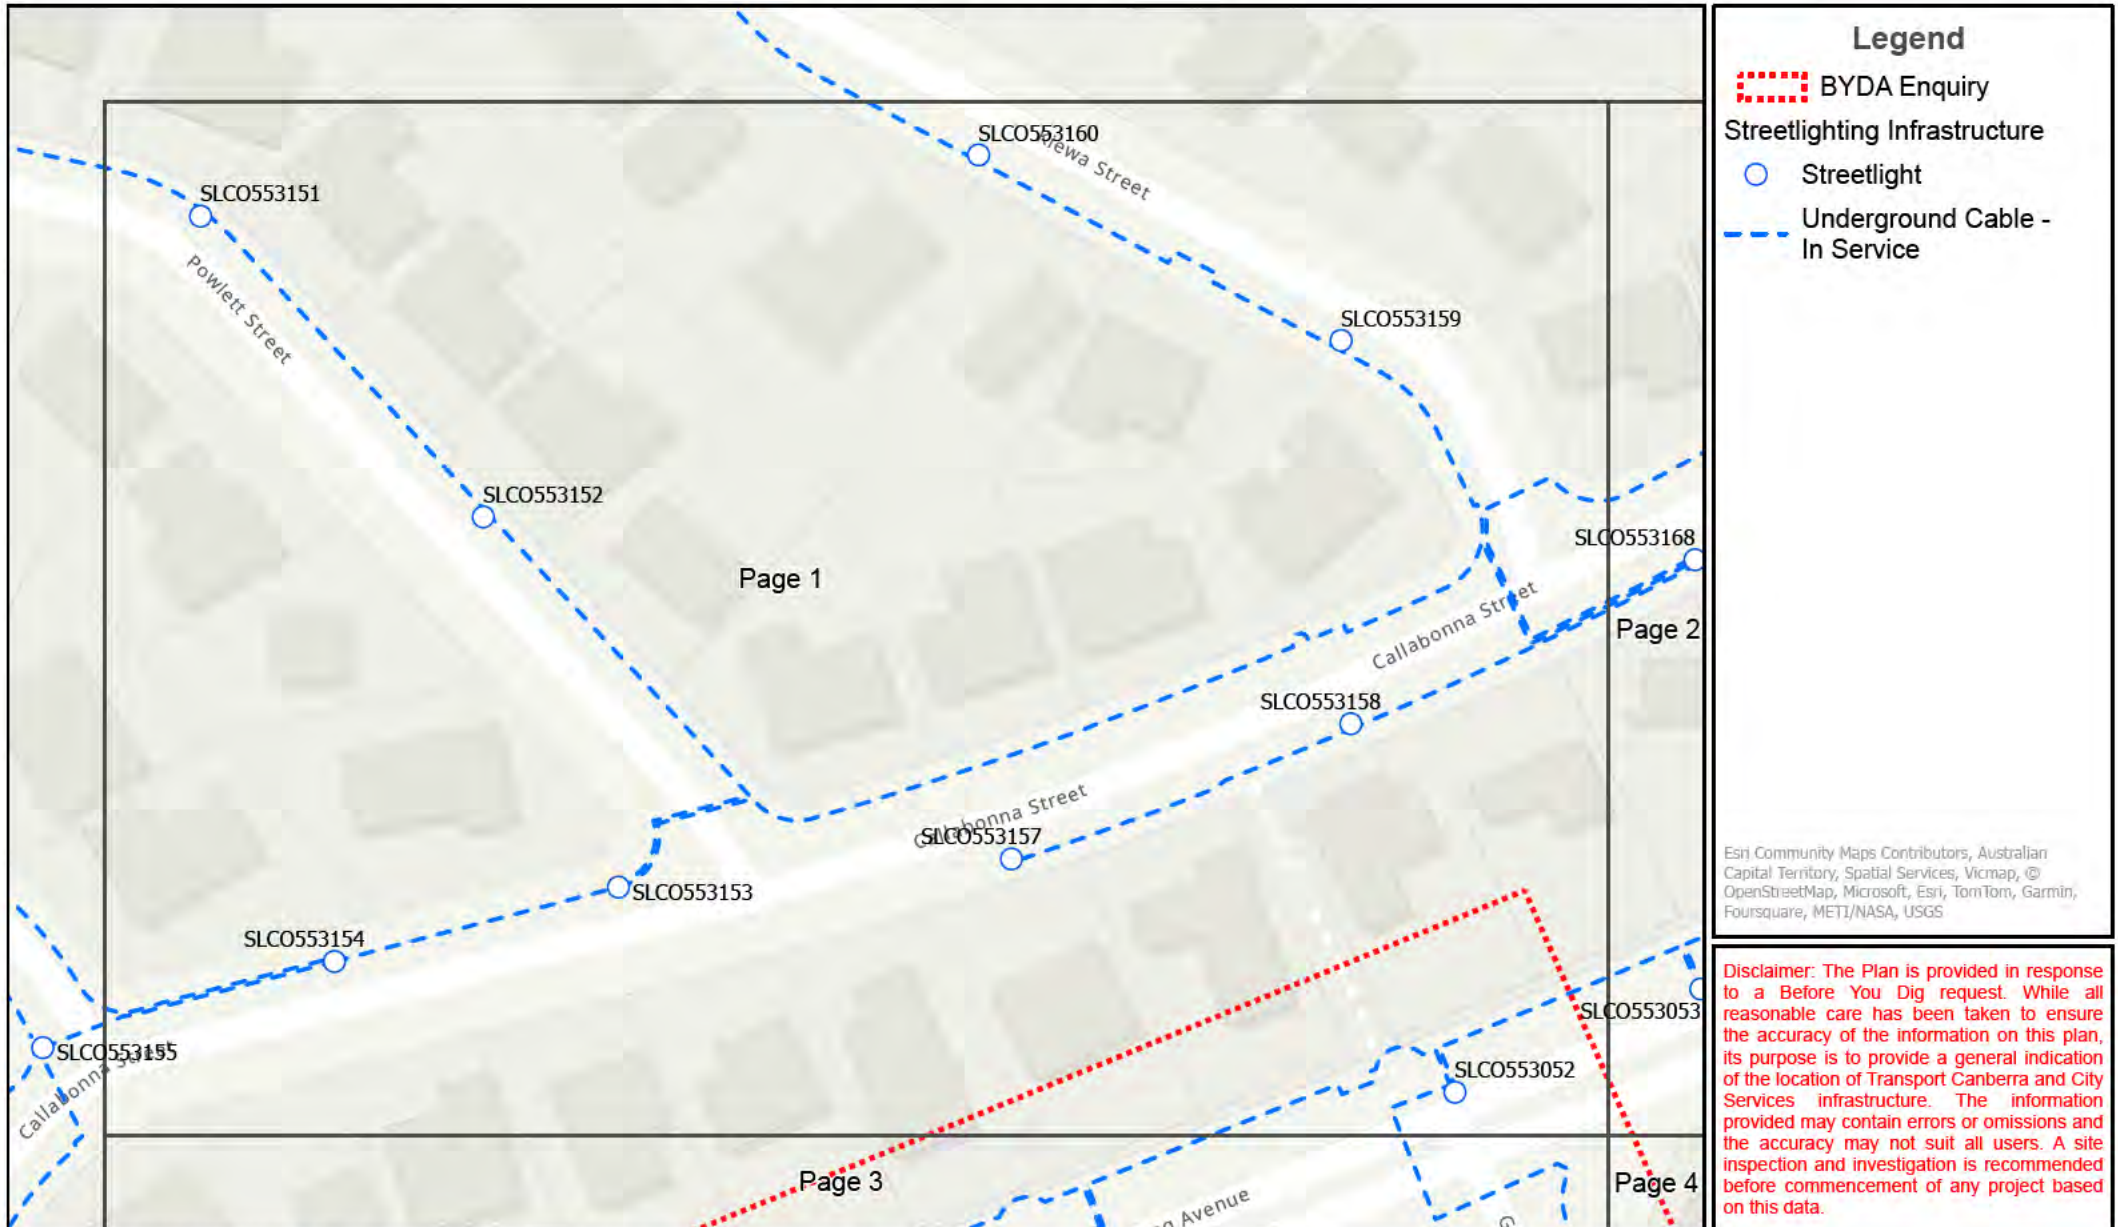 SLCO553160
Kiewa Street
SLCO553151
Powlett Street
SLCO553159
SLCO553152
SLCO553168
Page 1
Callabonna Street
Page 2
SLCO553158
Callabonna Street
SLCO553157
SLCO553153
SLCO553154
SLCO553053
SLCO553155
Callabonna Street
SLCO553052
Page 3
Page 4
Avenue
Legend
BYDA Enquiry
Streetlighting Infrastructure
Streetlight
Underground Cable -
In Service
Esri Community Maps Contributors, Australian
Capital Territory, Spatial Services, Vicmap, ©
OpenStreetMap, Microsoft, Esri, TomTom, Garmin,
Foursquare, METI/NASA, USGS
Disclaimer: The Plan is provided in response
to a Before You Dig request. While all
reasonable care has been taken to ensure
the accuracy of the information on this plan,
its purpose is to provide a general indication
of the location of Transport Canberra and City
Services infrastructure. The information
provided may contain errors or omissions and
the accuracy may not suit all users. A site
inspection and investigation is recommended
before commencement of any project based
on this data.